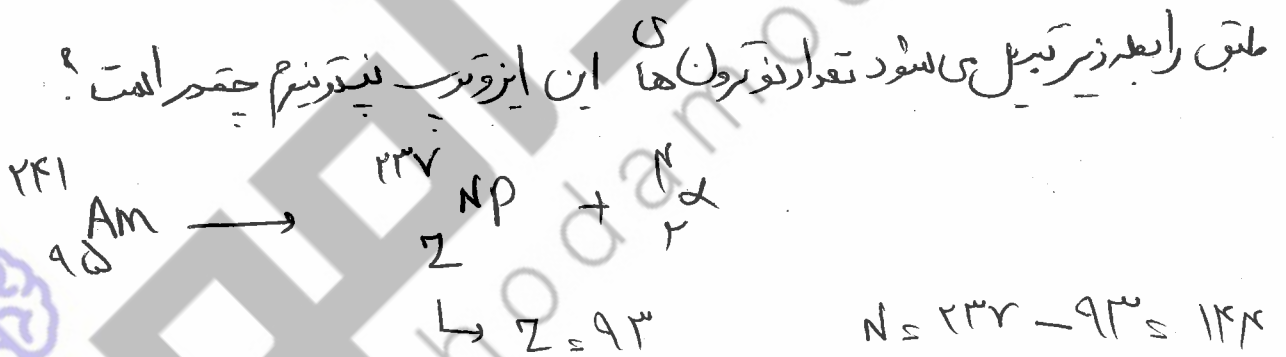 طبق رابطه زیر تبدیل می شود تعداد نوترون های این ایزوتوپ نپتونیم چقدر است؟
۲۴۱ ۹۵ Am → ۲۳۷ Z Np + ۴ ۲ α
↳ Z = ۹۳ N = ۲۳۷ - ۹۳ = ۱۴۴